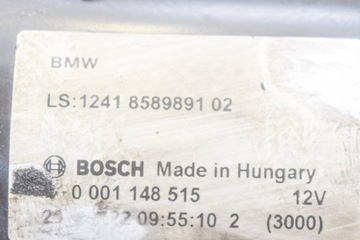 BMW
LS:1241 8589891 02
BOSCH Made in Hungary
0 001 148 515 12V
09:55:10 2 (3000)